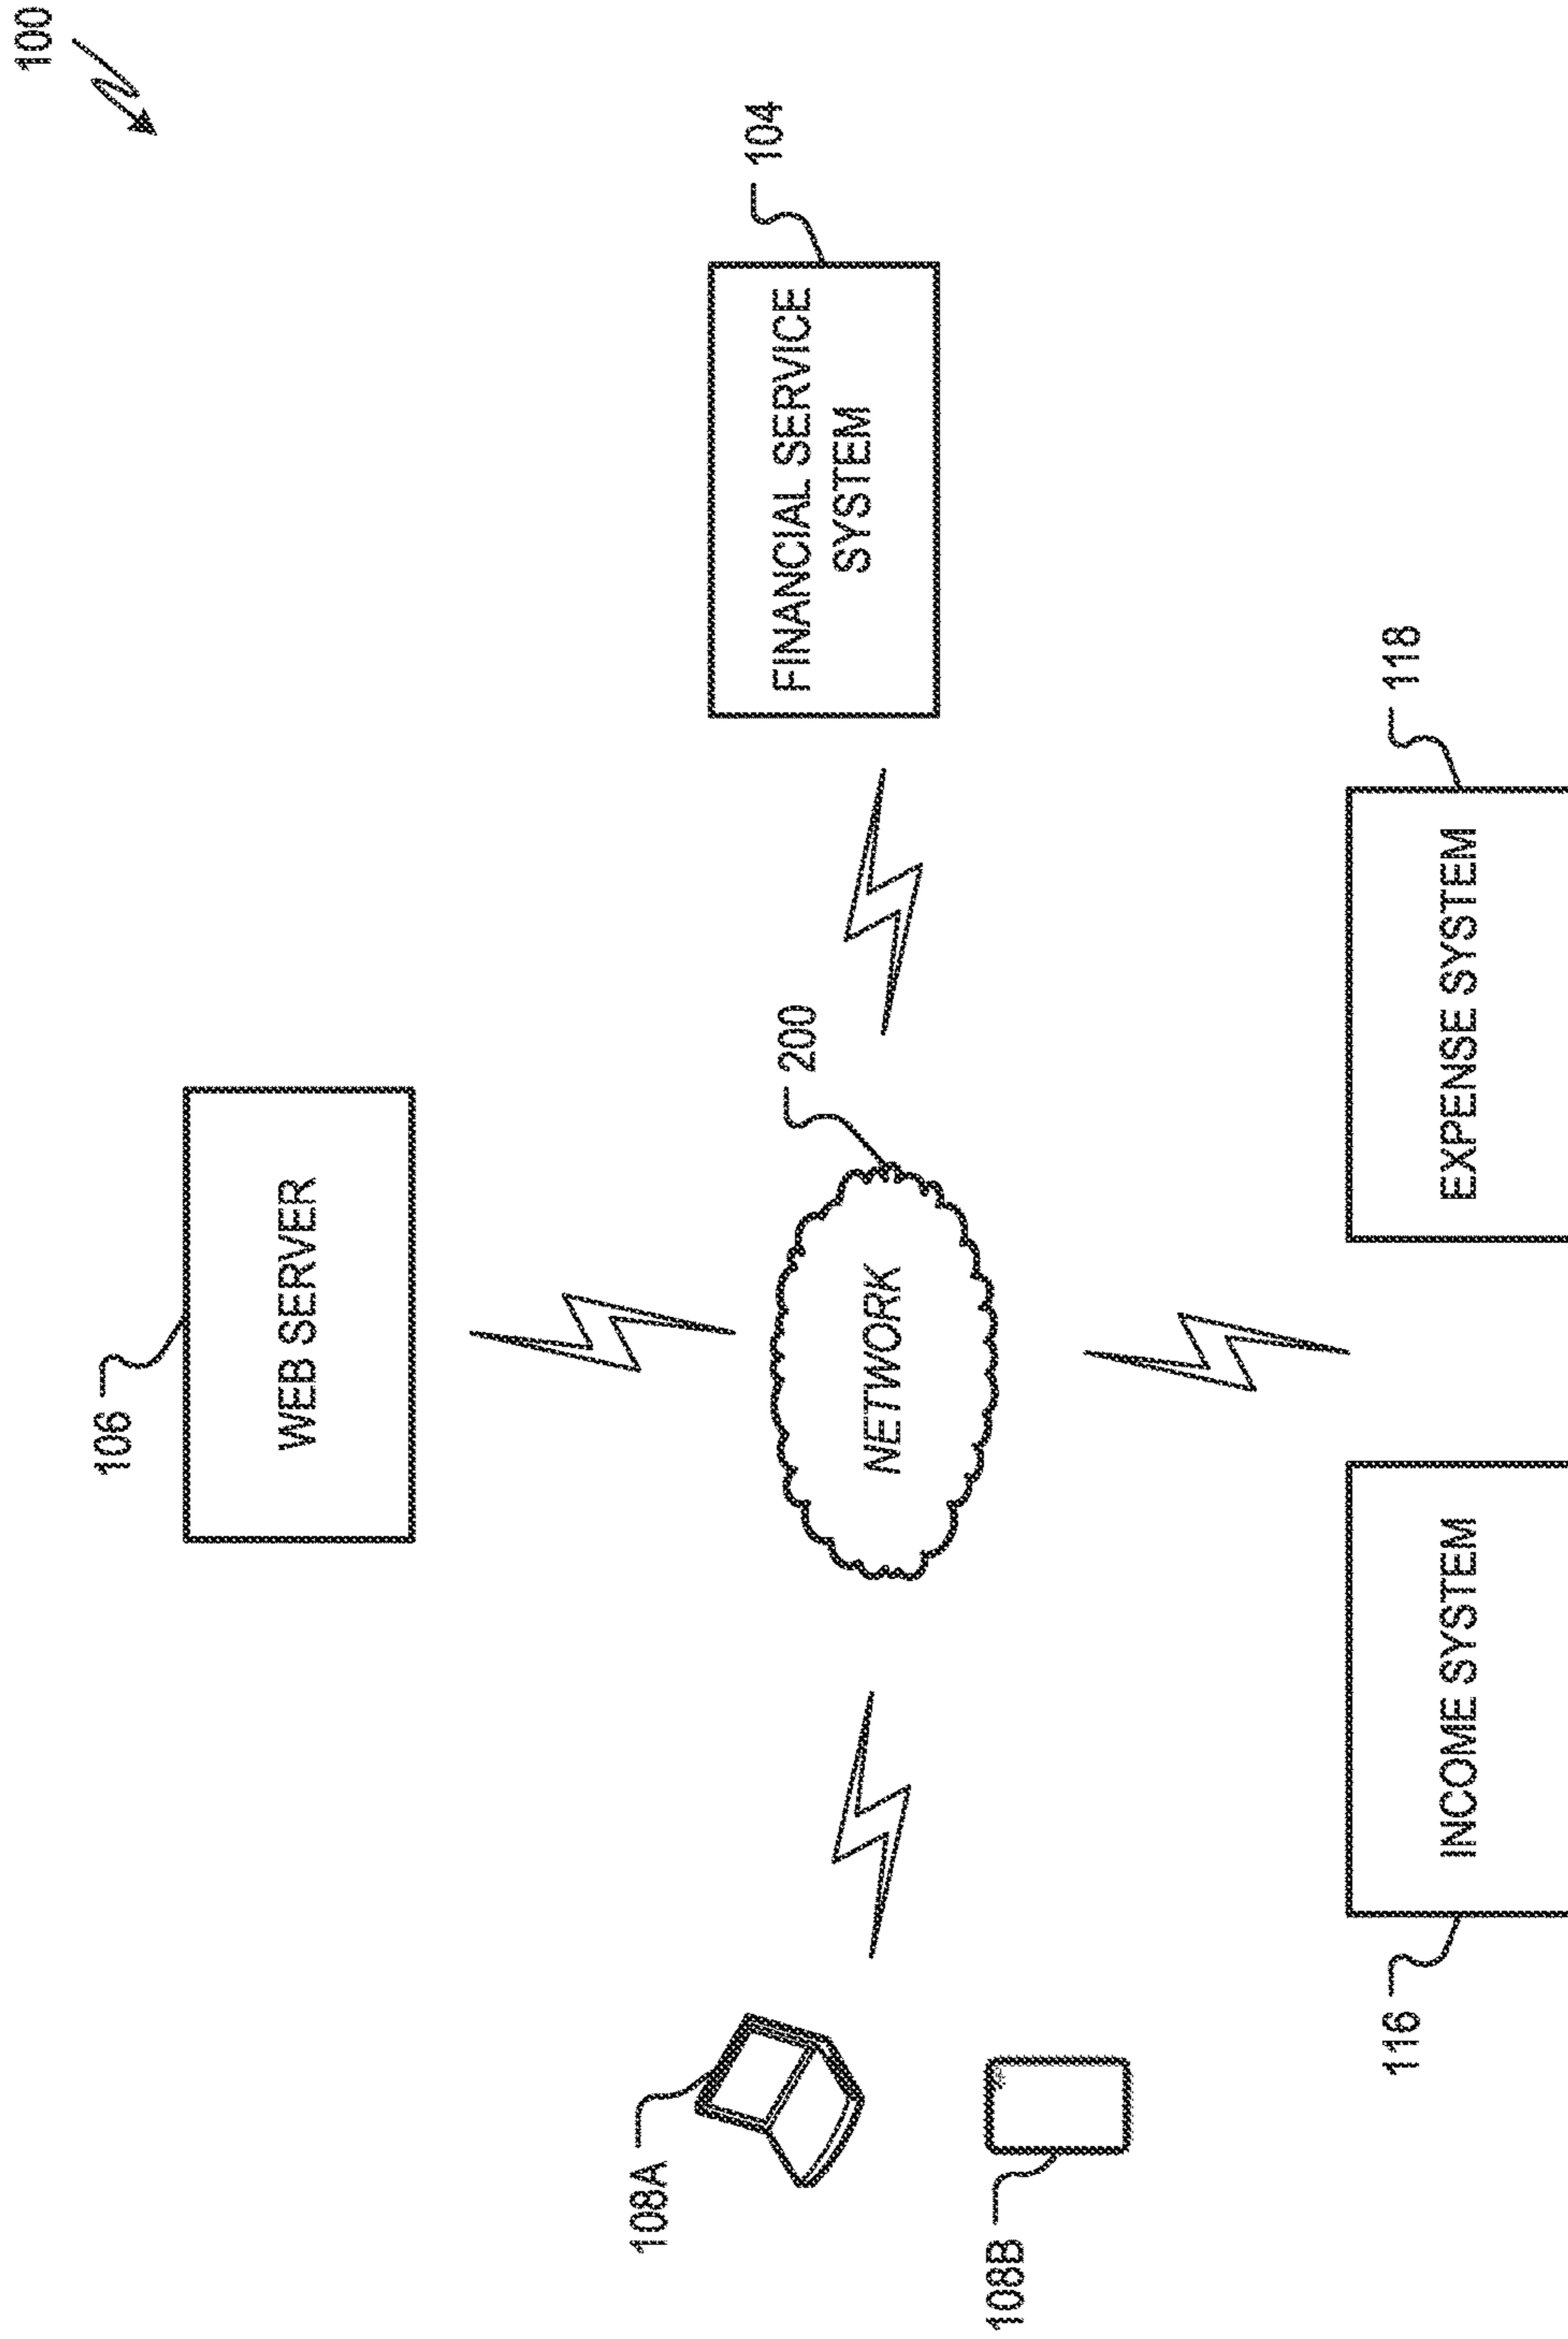 100
106
WEB SERVER
108A
108B
200
NETWORK
104
FINANCIAL SERVICE
SYSTEM
116
INCOME SYSTEM
118
EXPENSE SYSTEM